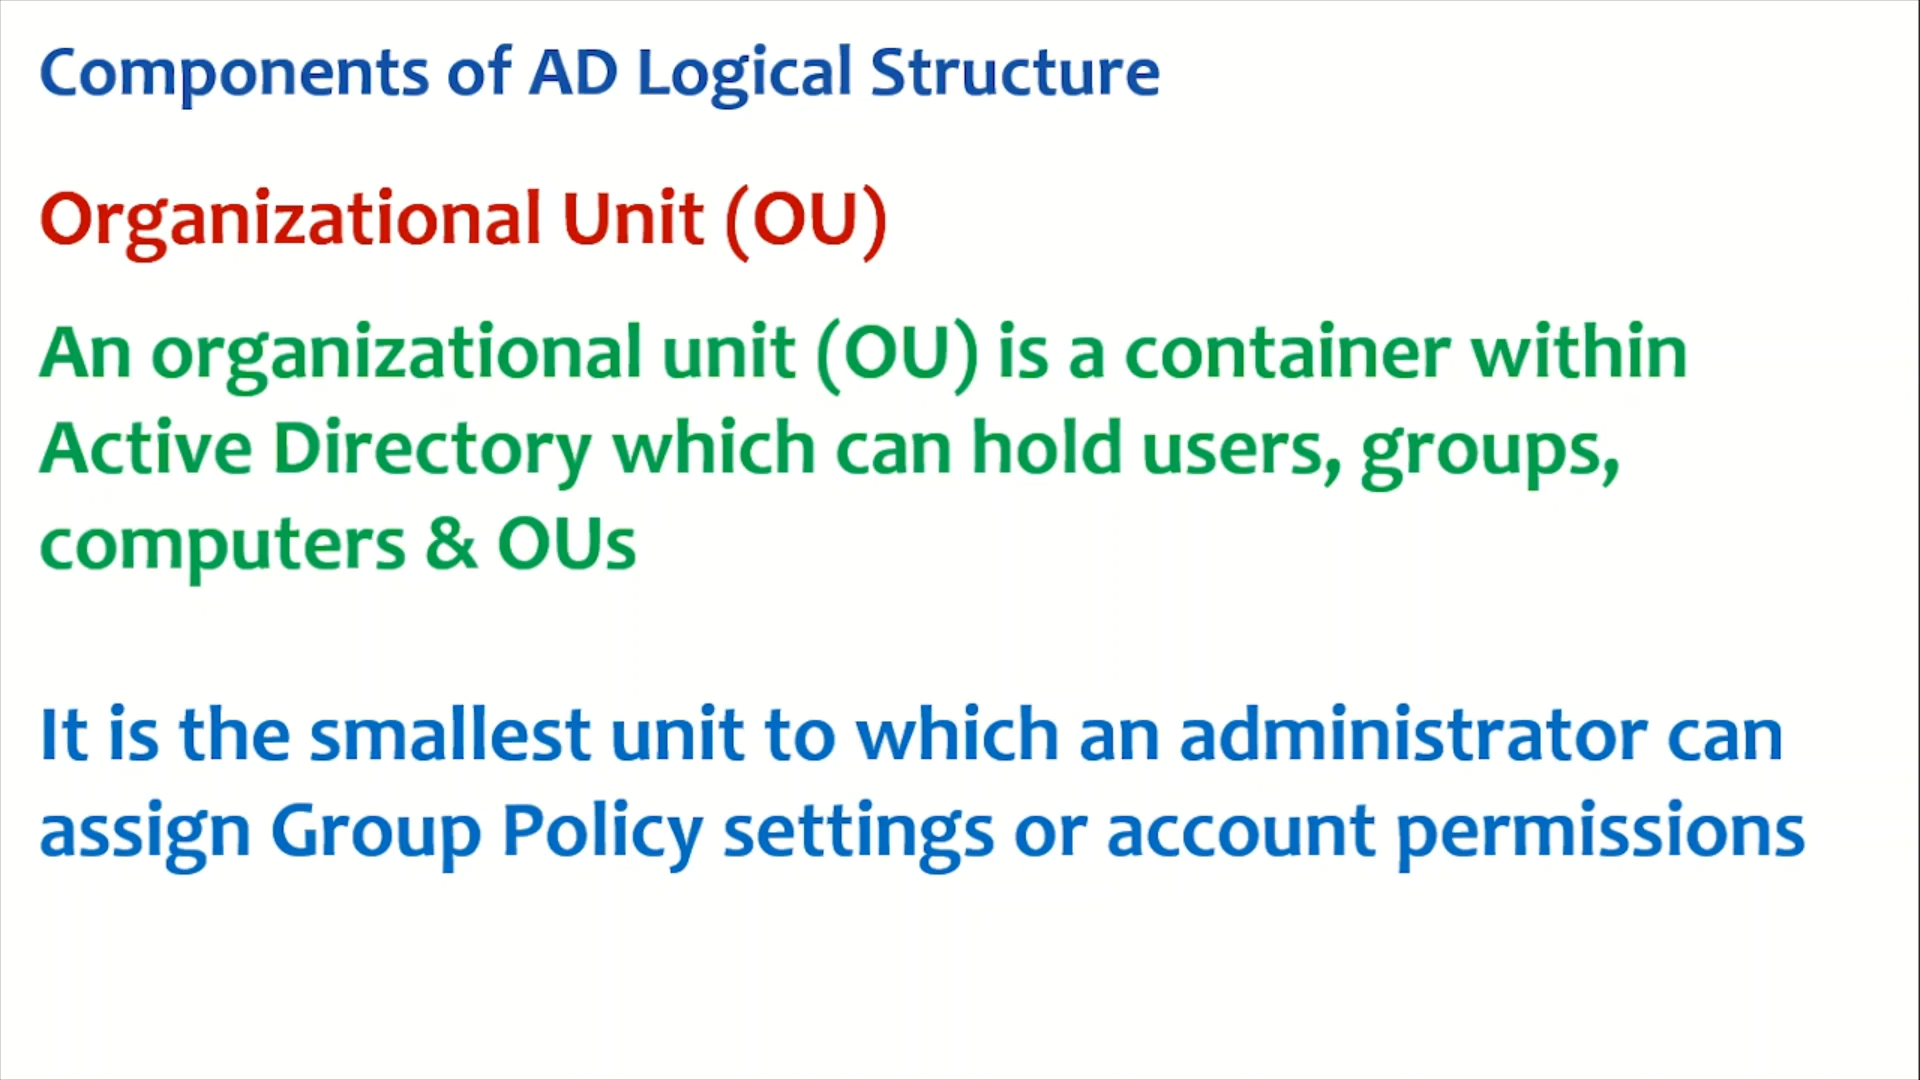 Components of AD Logical Structure
Organizational Unit (OU)
An organizational unit (OU) is a container within
Active Directory which can hold users, groups,
computers & OUs
It is the smallest unit to which an administrator can
assign Group Policy settings or account permissions